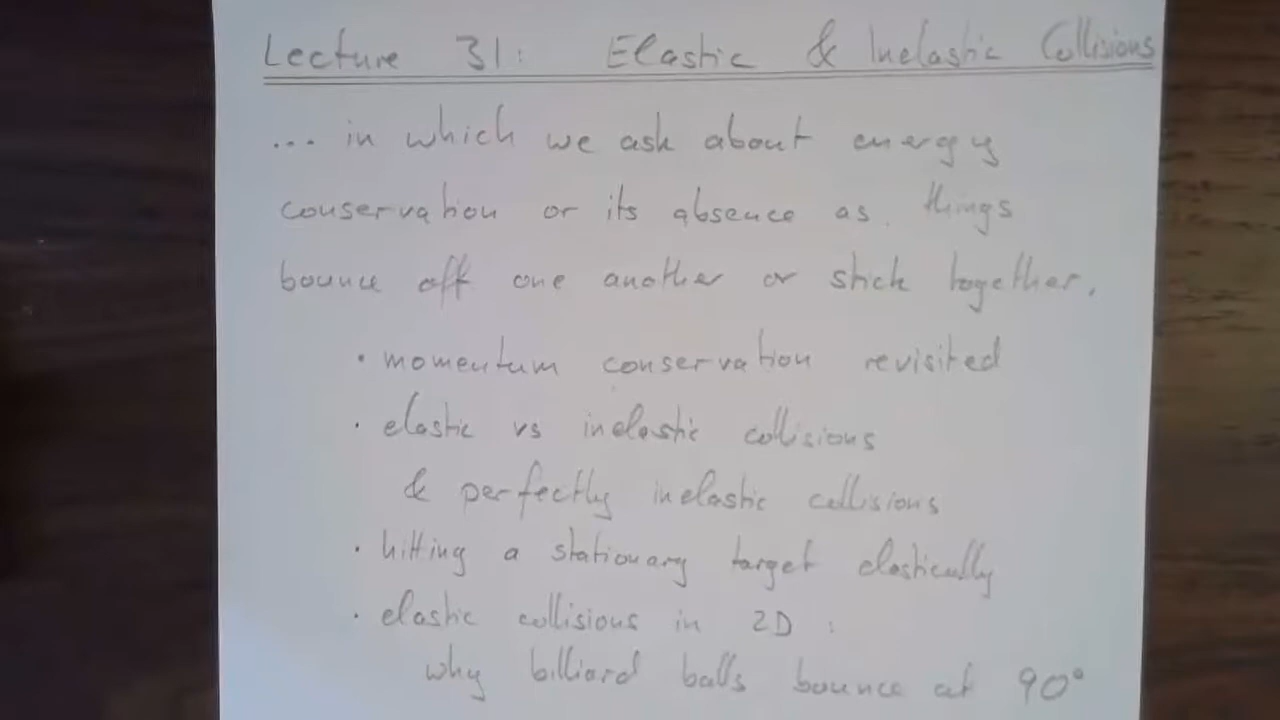 Lecture 31: Elastic & Inelastic Collisions
... in which we ask about energy
conservation or its absence as things
bounce off one another or stick together.
• momentum conservation revisited
• elastic vs inelastic collisions
& perfectly inelastic collisions
• hitting a stationary target elastically
• elastic collisions in 2D :
why billiard balls bounce at 90°